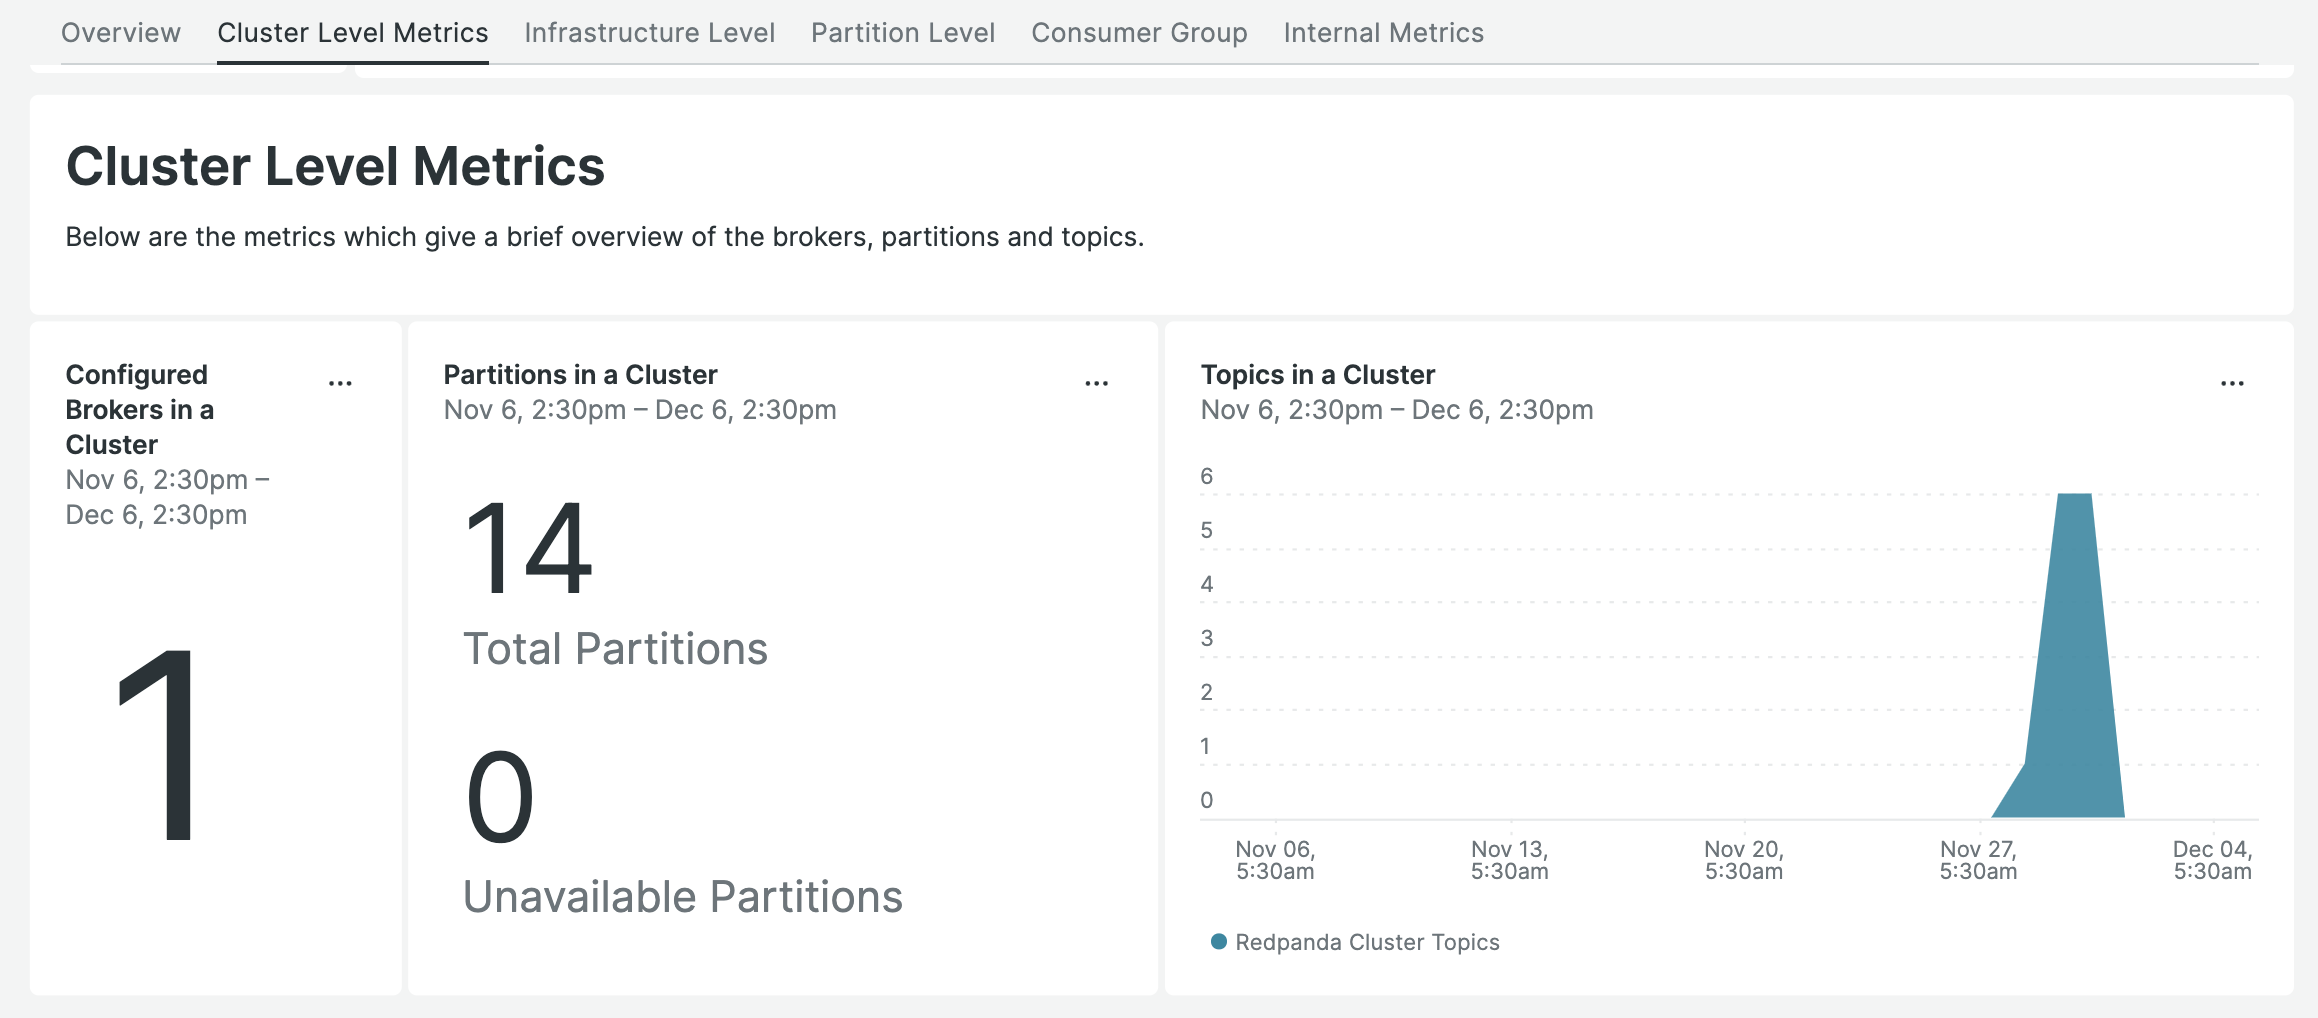 Overview Cluster Level Metrics Infrastructure Level Partition Level Consumer Group Internal Metrics
Cluster Level Metrics
Below are the metrics which give a brief overview of the brokers, partitions and topics.
Configured
Brokers in a
Cluster
Nov 6, 2:30pm –
Dec 6, 2:30pm
1
Partitions in a Cluster
Nov 6, 2:30pm – Dec 6, 2:30pm
14
Total Partitions
0
Unavailable Partitions
Topics in a Cluster
Nov 6, 2:30pm – Dec 6, 2:30pm
6
5
4
3
2
1
0
Nov 06, Nov 13, Nov 20, Nov 27, Dec 04,
5:30am 5:30am 5:30am 5:30am 5:30am
Redpanda Cluster Topics